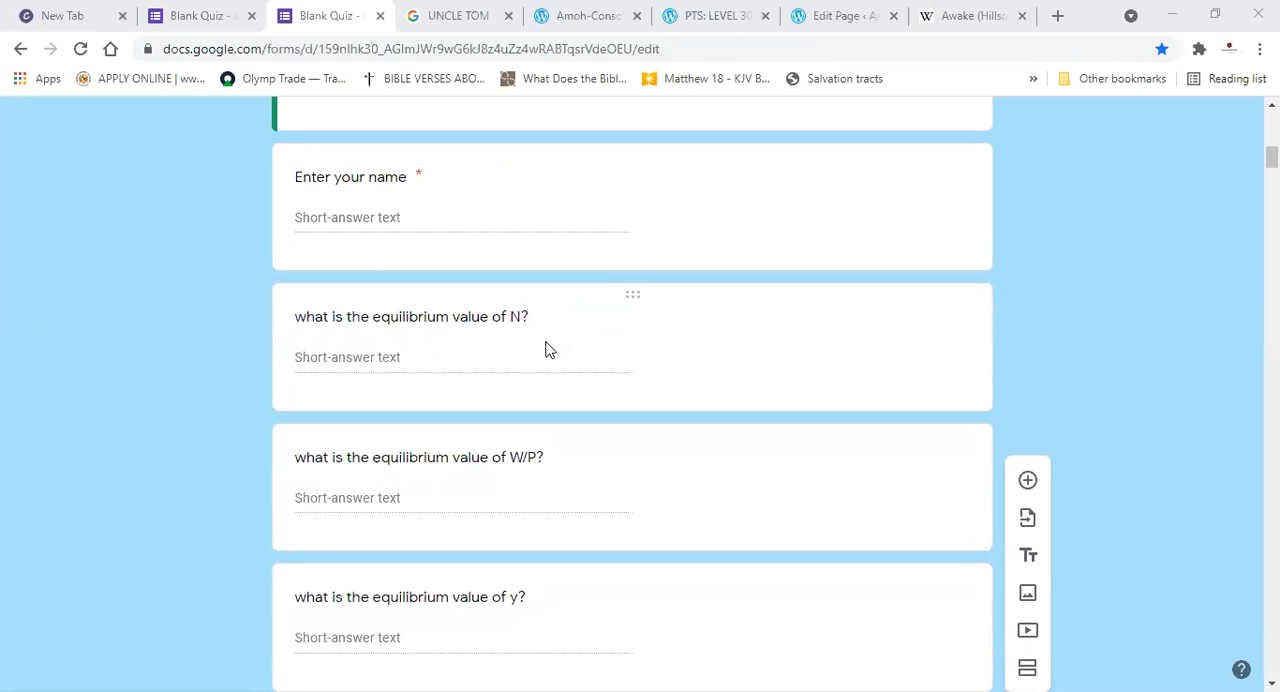 New Tab
Blank Quiz -
Blank Quiz -
UNCLE TOM
Amoh-Conso
PTS: LEVEL 30
Edit Page ‹ A
Awake (Hills
docs.google.com/forms/d/159nIhk30_AGlmJWr9wG6kJ8z4uZz4wRABTqsrVdeOEU/edit
Apps
APPLY ONLINE | ww...
Olymp Trade — Tra...
BIBLE VERSES ABO...
What Does the Bibl...
Matthew 16 - KJV B...
Salvation tracts
»
Other bookmarks
Reading list
Enter your name *
Short-answer text
what is the equilibrium value of N?
Short-answer text
what is the equilibrium value of W/P?
Short-answer text
what is the equilibrium value of y?
Short-answer text